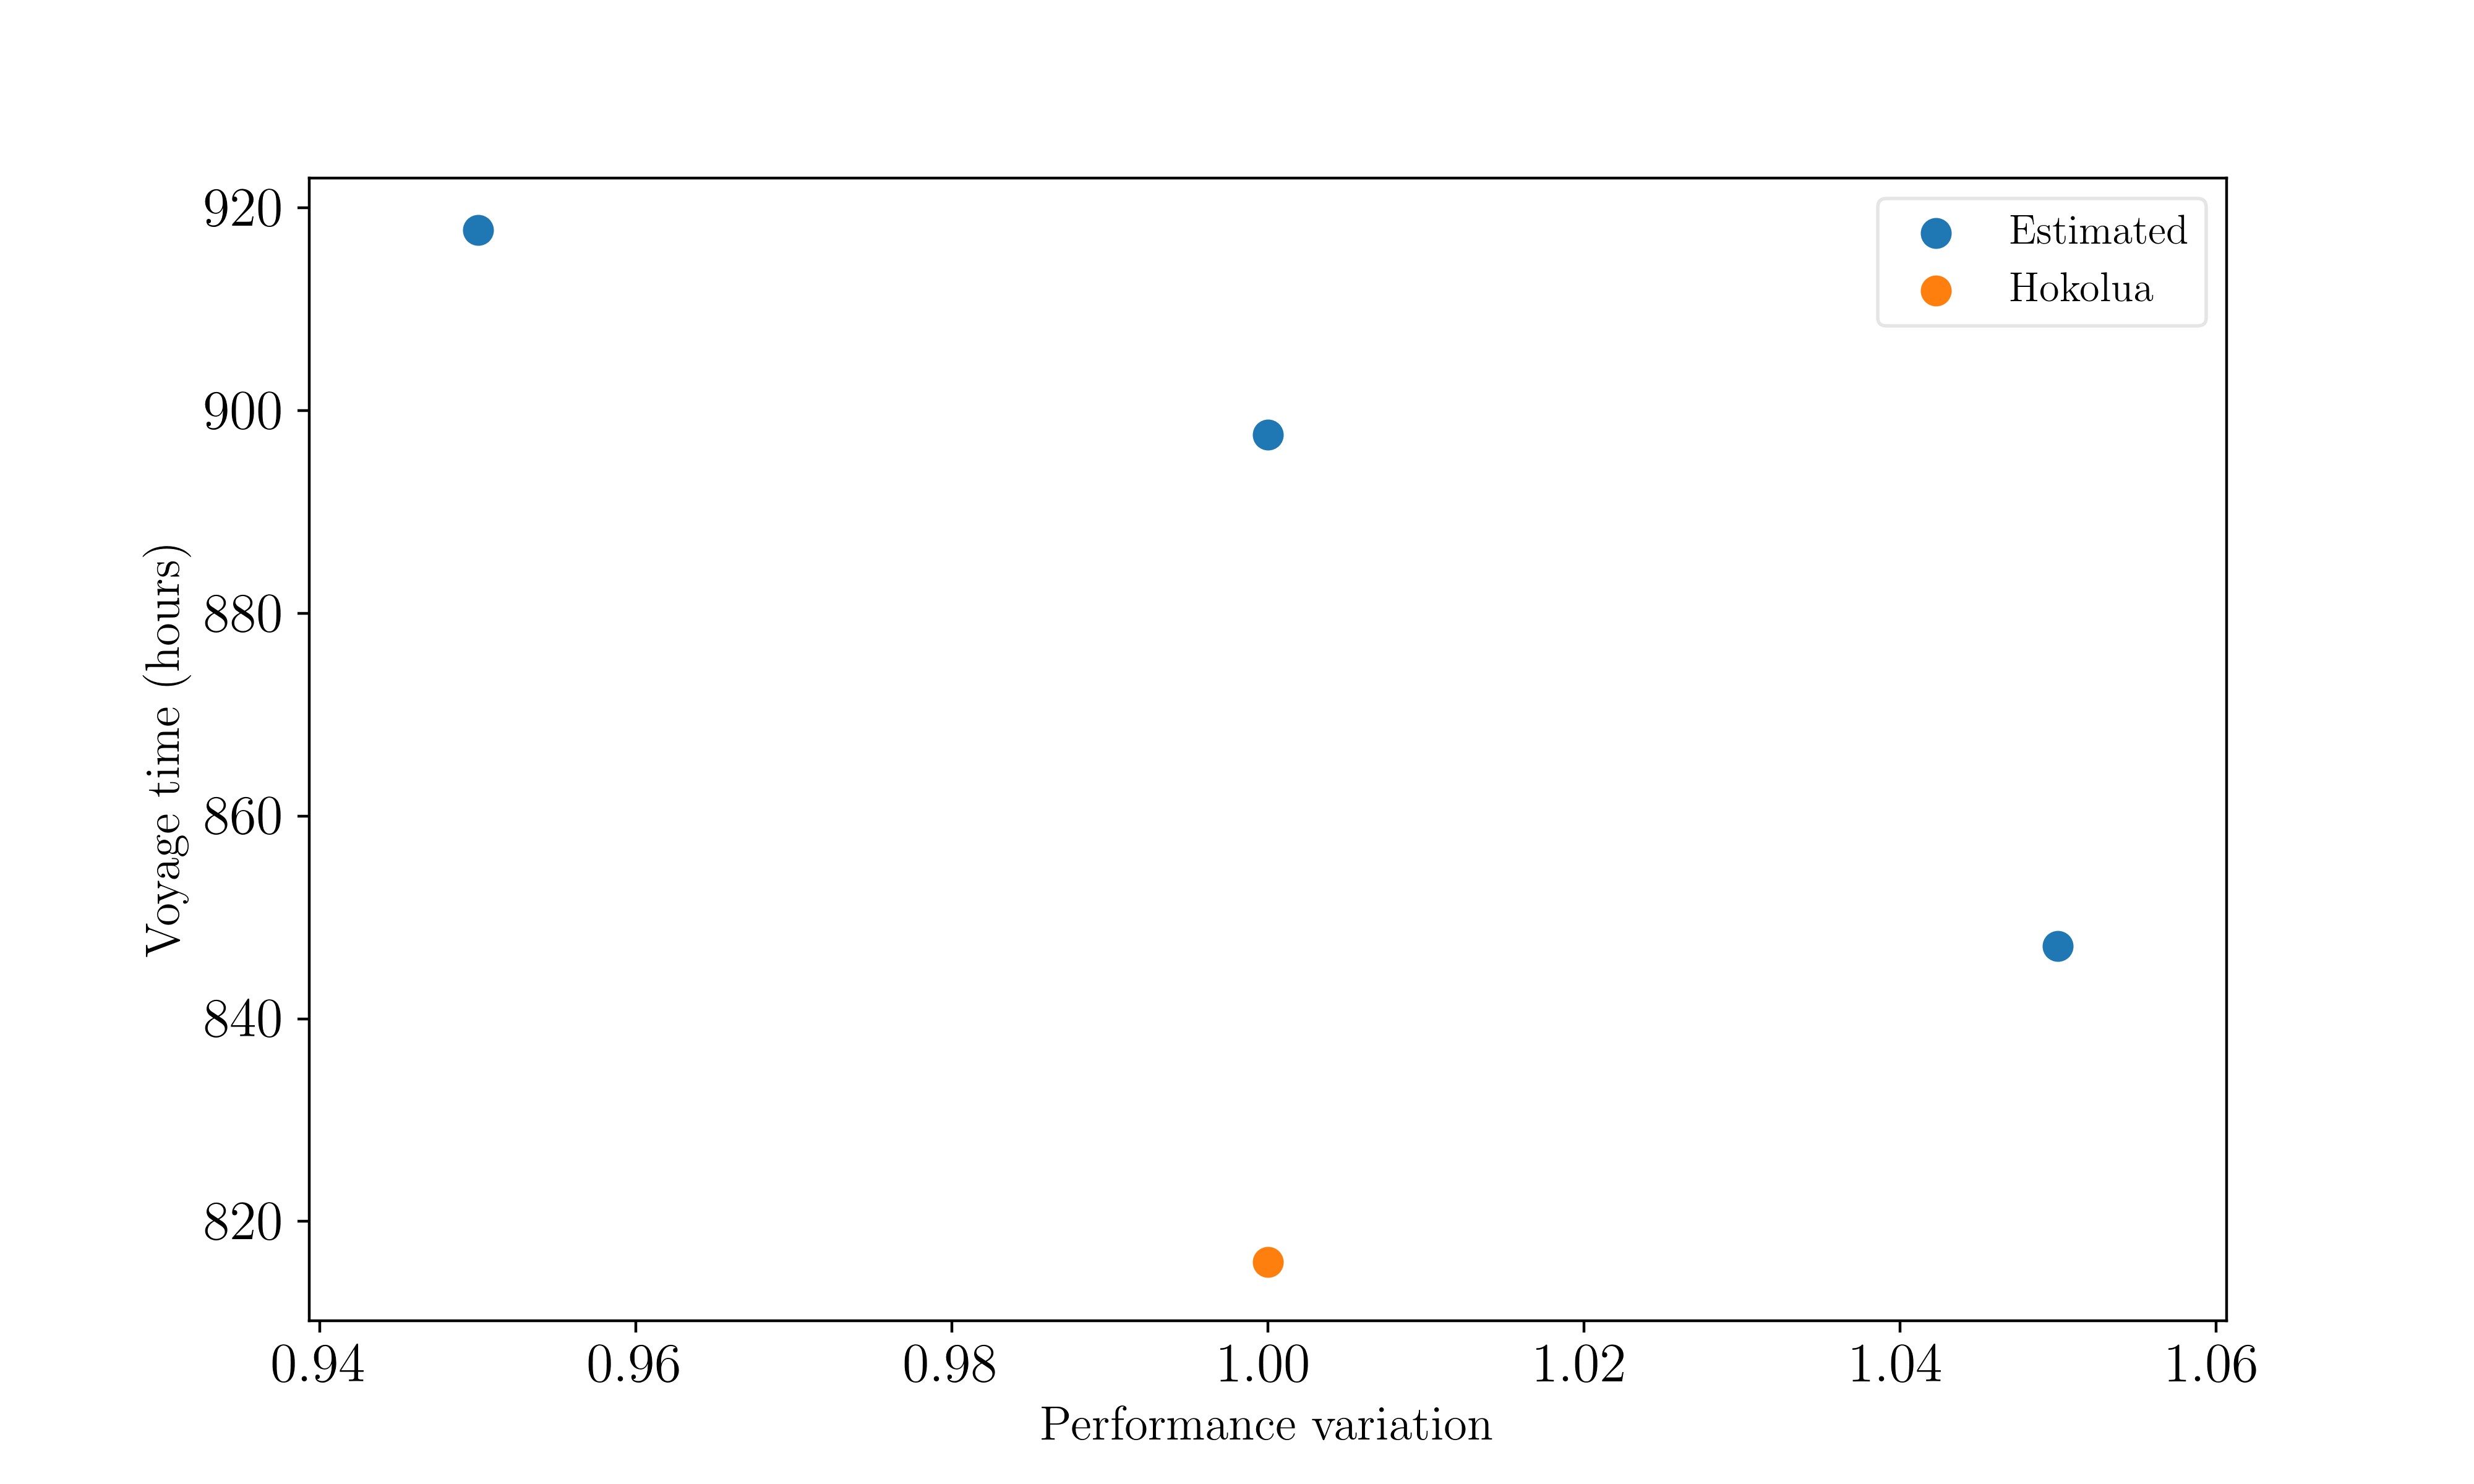 920
900
880
860
840
820
Voyage time (hours)
Estimated
Hokolua
0.94 0.96 0.98 1.00 1.02 1.04 1.06
Performance variation